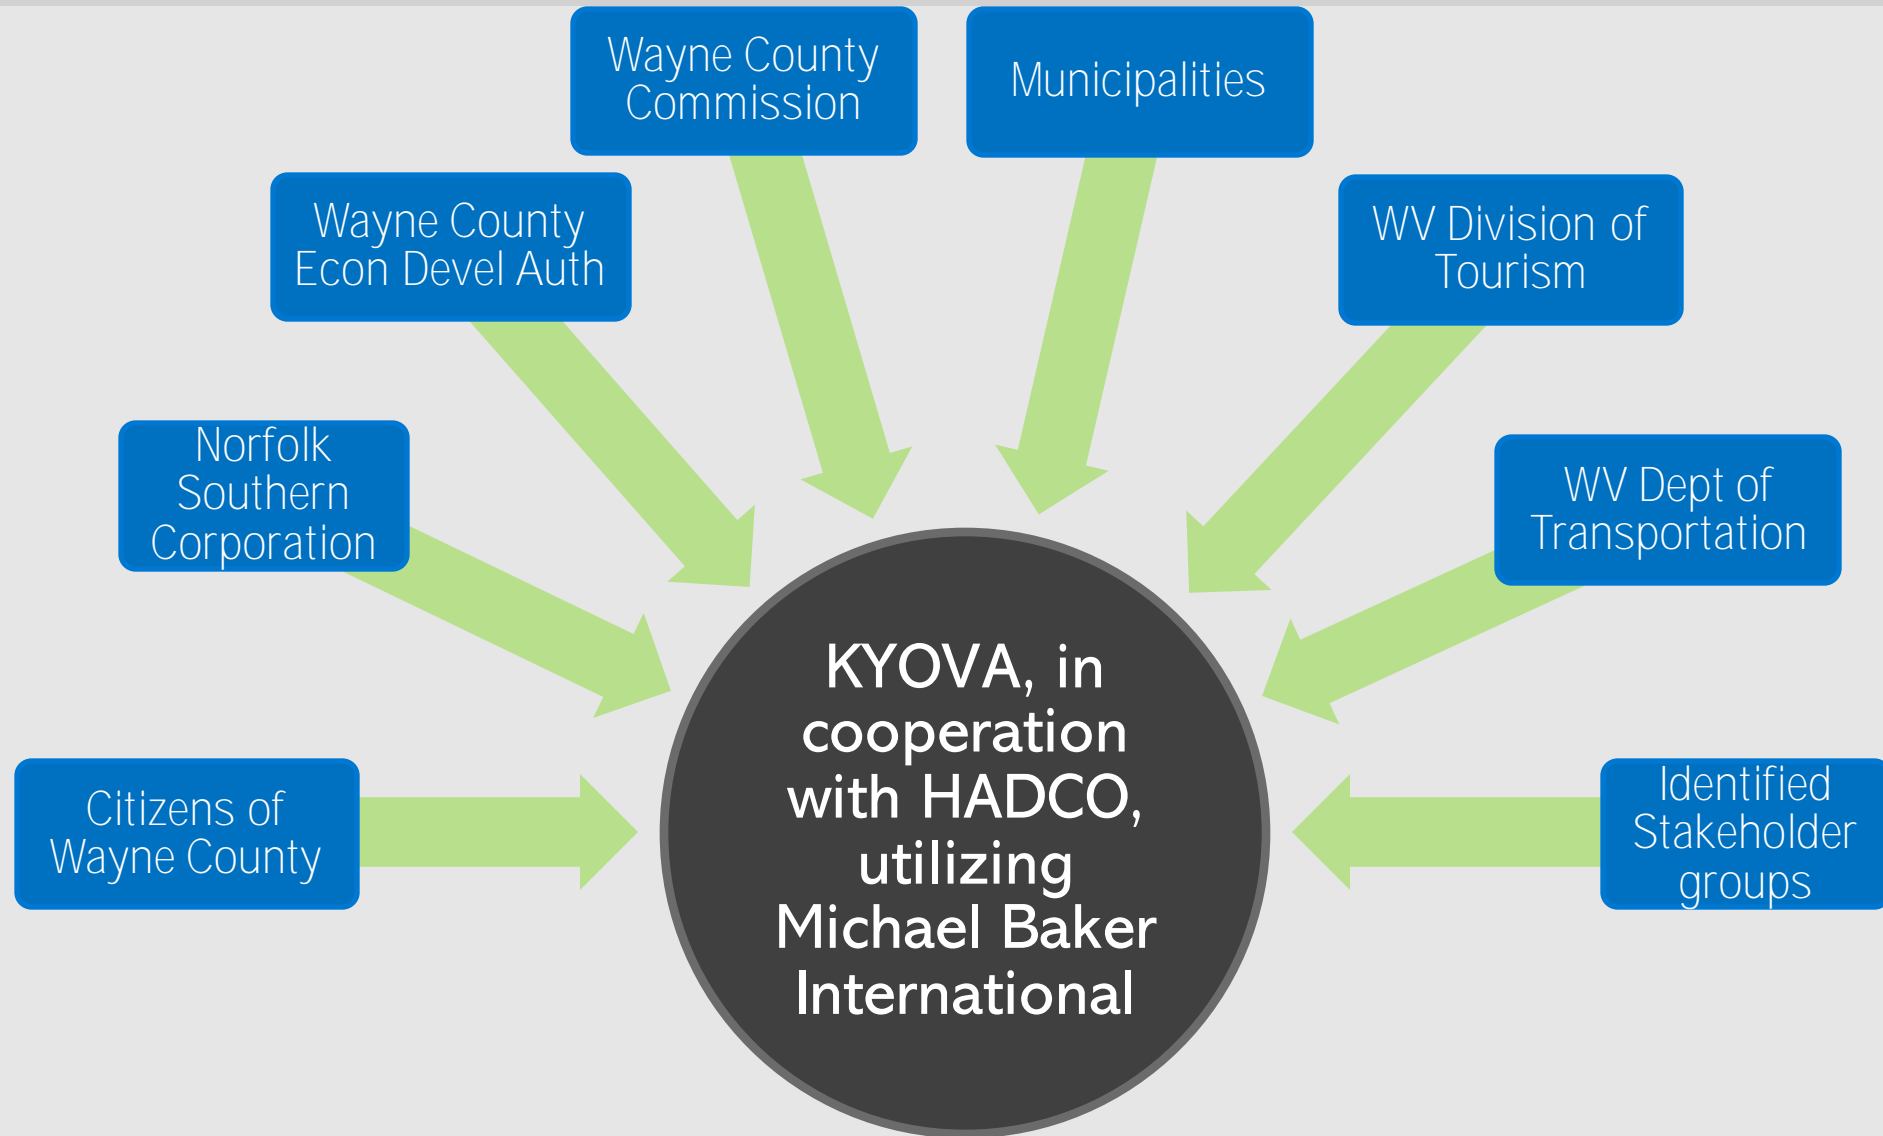 Wayne County
Commission
Municipalities
Wayne County
Econ Devel Auth
WV Division of
Tourism
Norfolk
Southern
Corporation
WV Dept of
Transportation
Citizens of
Wayne County
Identified
Stakeholder
groups
KYOVA, in
cooperation
with HADCO,
utilizing
Michael Baker
International